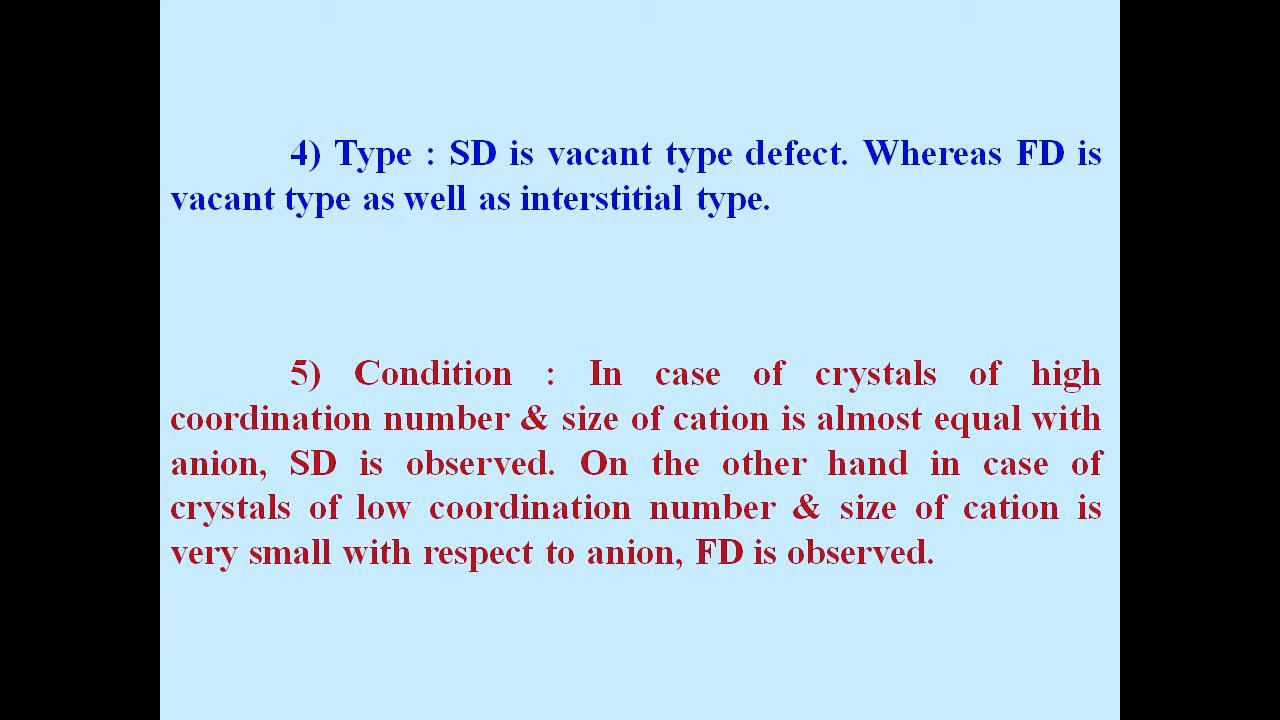 4) Type : SD is vacant type defect. Whereas FD is
vacant type as well as interstitial type.
5) Condition : In case of crystals of high
coordination number & size of cation is almost equal with
anion, SD is observed. On the other hand in case of
crystals of low coordination number & size of cation is
very small with respect to anion, FD is observed.